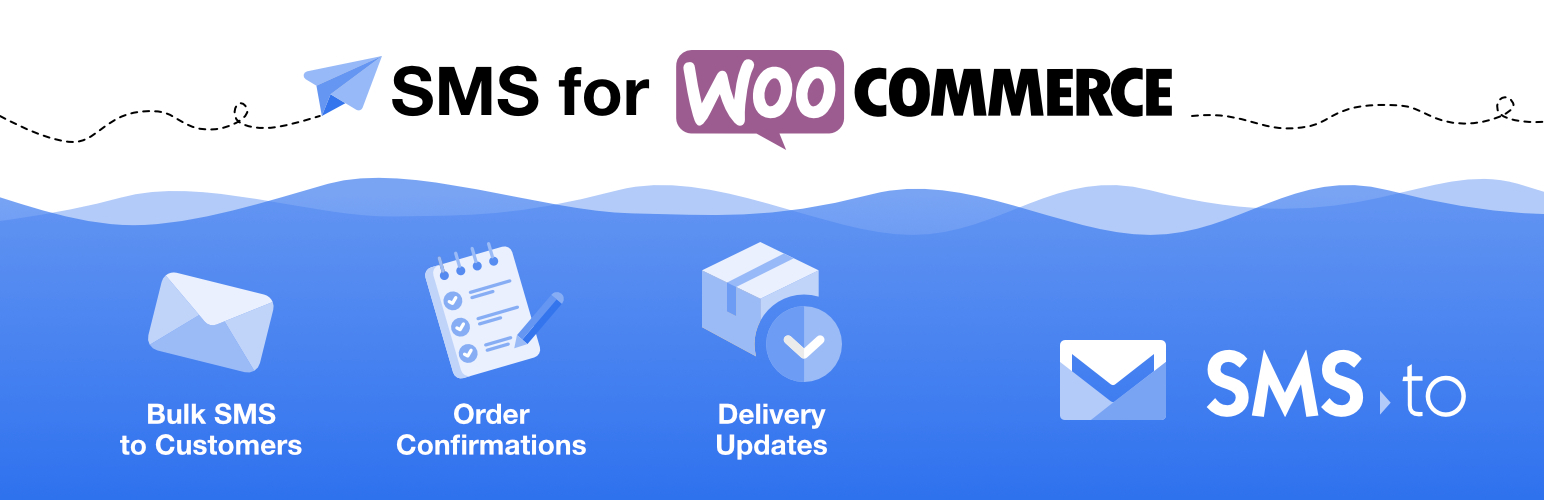 SMS for WOO COMMERCE
Bulk SMS
to Customers
Order
Confirmations
Delivery
Updates
SMS to